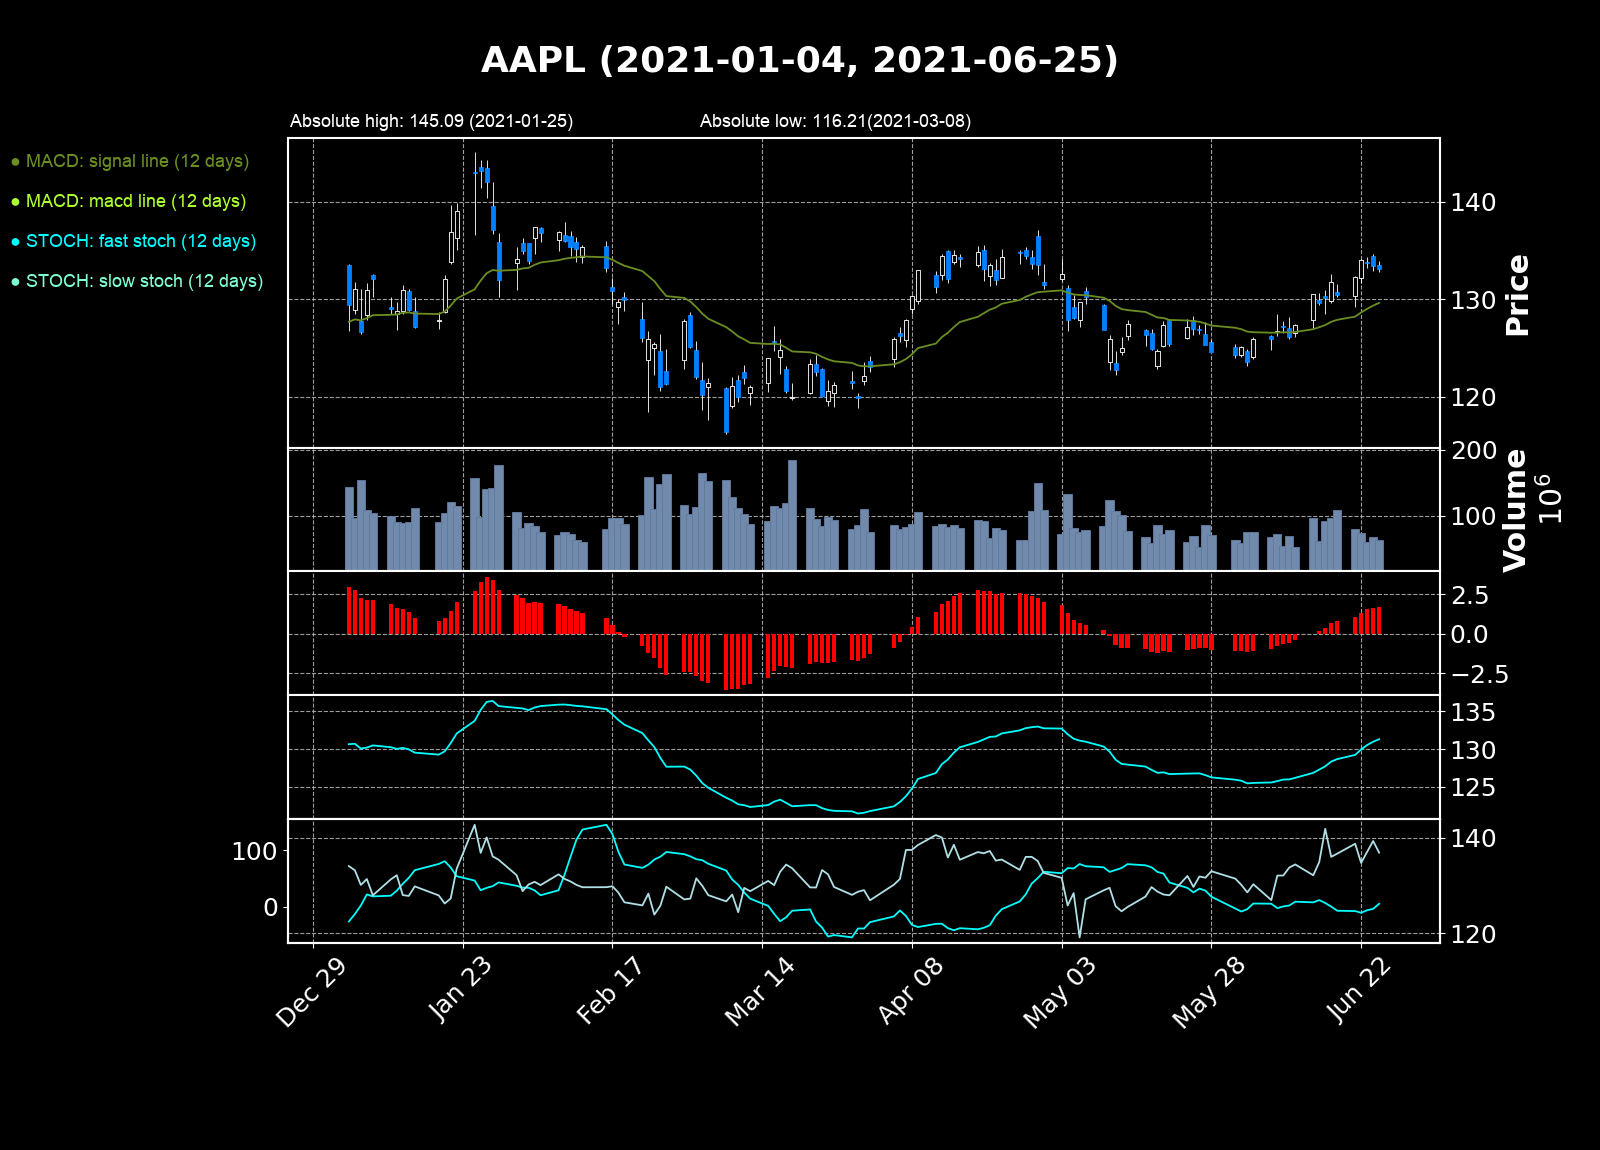 AAPL (2021-01-04, 2021-06-25)
Absolute high: 145.09 (2021-01-25)
Absolute low: 116.21(2021-03-08)
● MACD: signal line (12 days)
● MACD: macd line (12 days)
● STOCH: fast stoch (12 days)
● STOCH: slow stoch (12 days)
140
130
120
Price
200
100
Volume
10⁶
2.5
0.0
−2.5
135
130
125
100
0
140
120
Dec 29
Jan 23
Feb 17
Mar 14
Apr 08
May 03
May 28
Jun 22